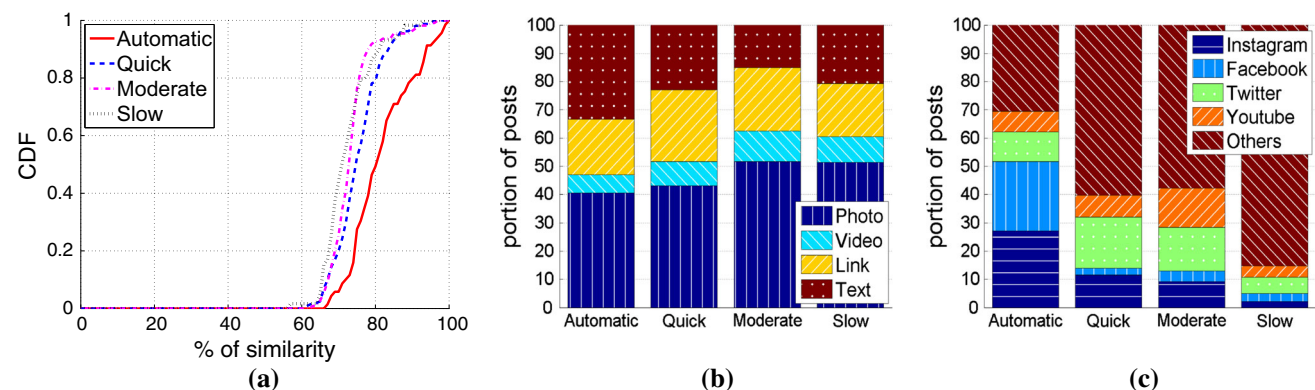 1
0.8
0.6
0.4
0.2
0
CDF
0 20 40 60 80 100
% of similarity
Automatic
Quick
Moderate
Slow
(a)
100
90
80
70
60
50
40
30
20
10
0
portion of posts
Photo
Video
Link
Text
Automatic Quick Moderate Slow
(b)
100
90
80
70
60
50
40
30
20
10
0
portion of posts
Instagram
Facebook
Twitter
Youtube
Others
Automatic Quick Moderate Slow
(c)